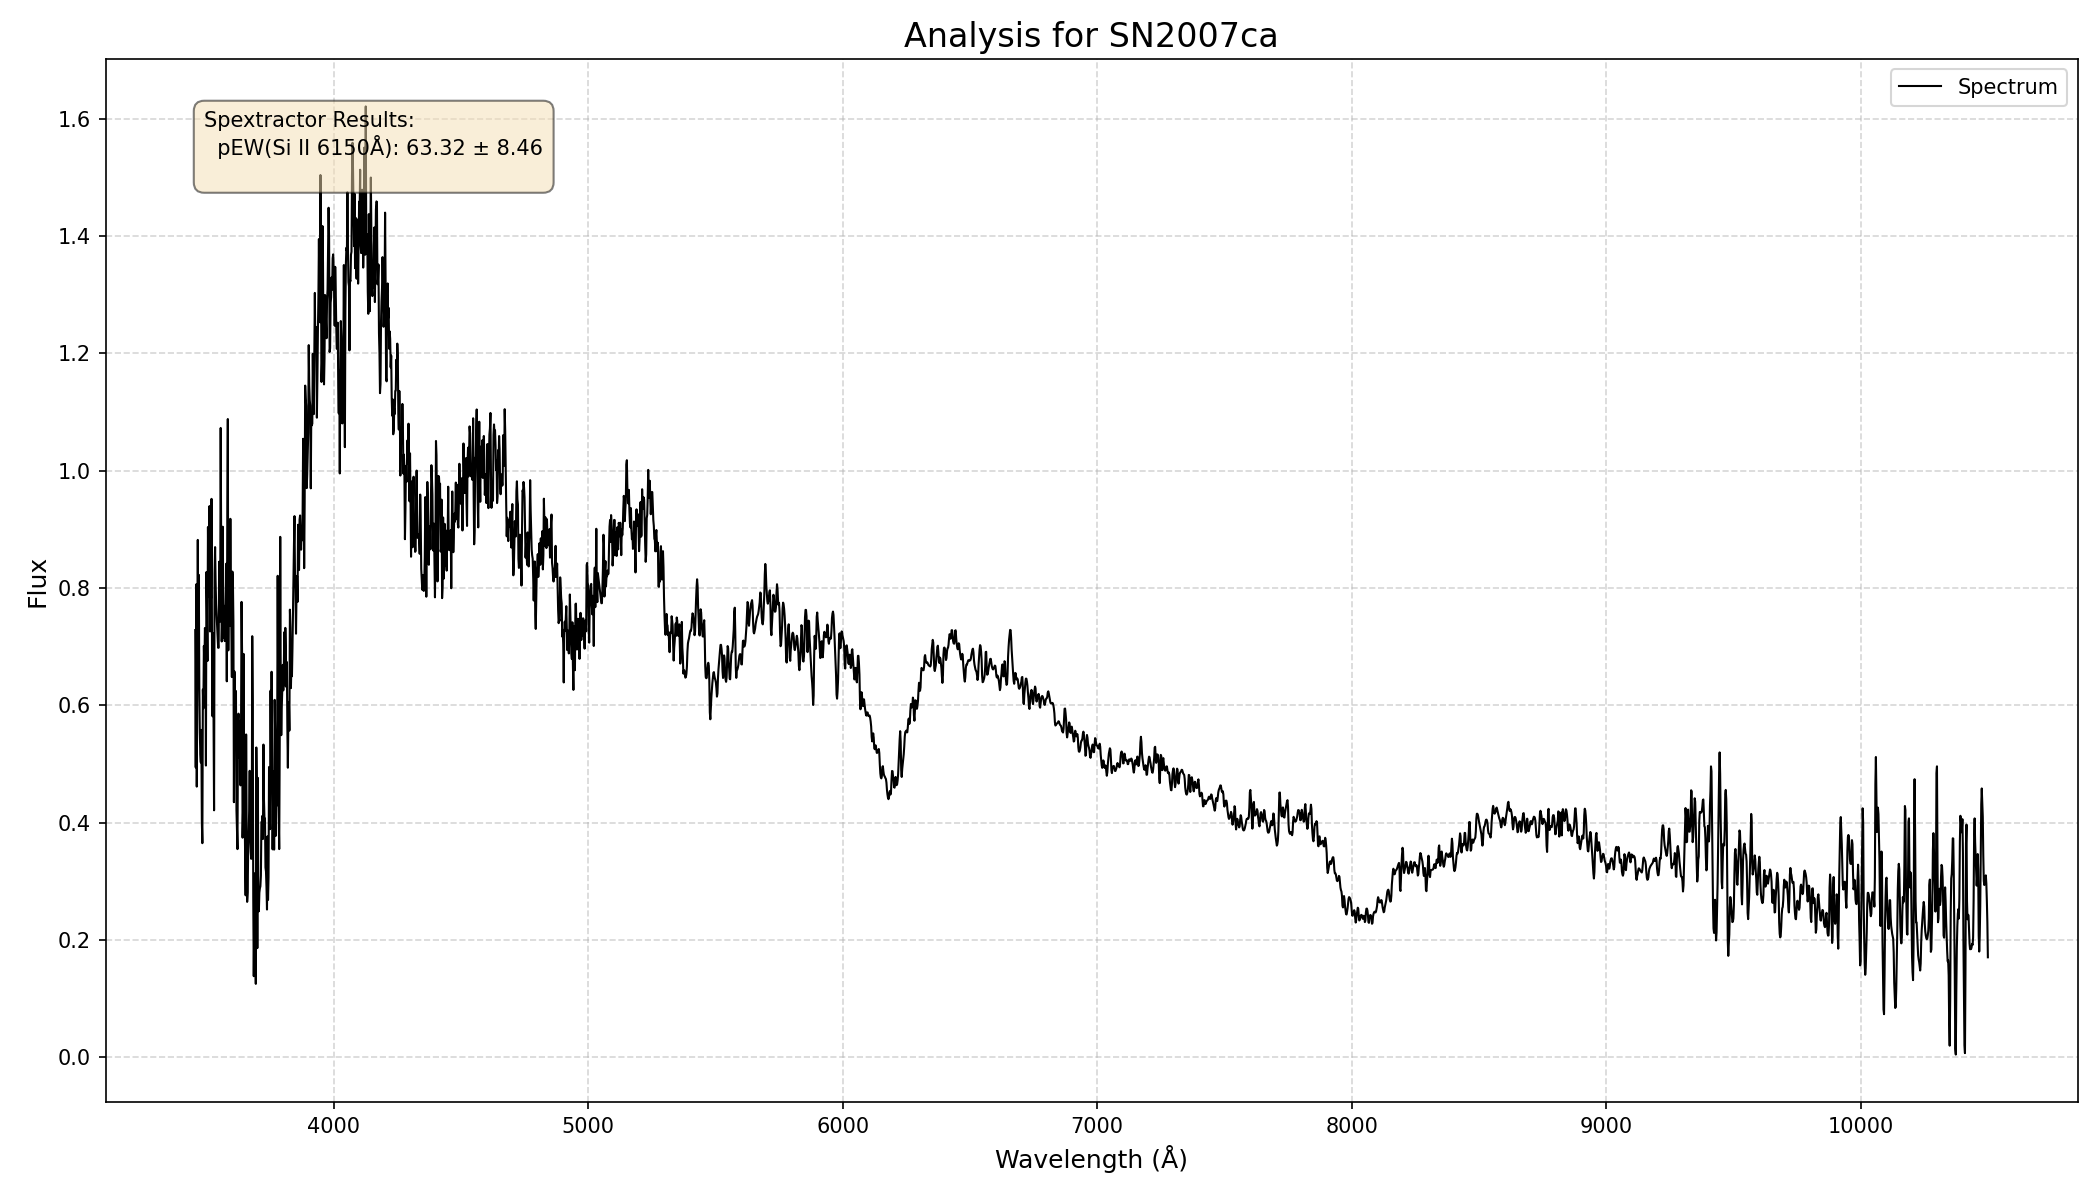 Analysis for SN2007ca
Spectrum
Spextractor Results:
pEW(Si II 6150Å): 63.32 ± 8.46
Flux
1.6
1.4
1.2
1.0
0.8
0.6
0.4
0.2
0.0
4000 5000 6000 7000 8000 9000 10000
Wavelength (Å)